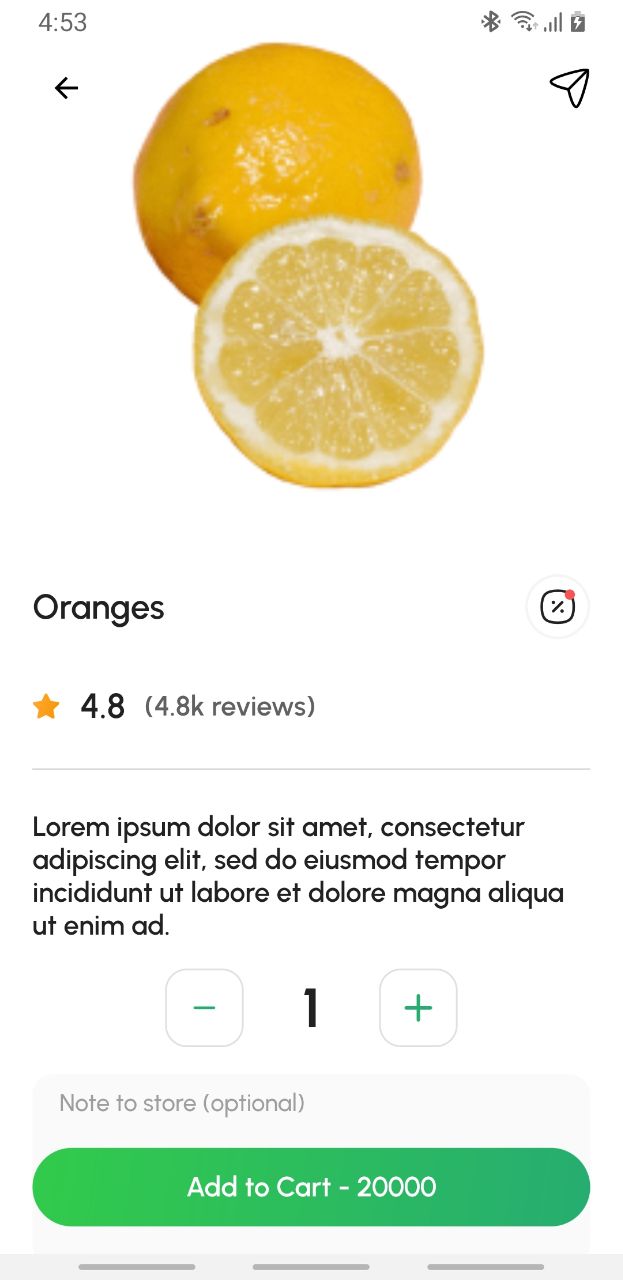 4:53
Oranges
4.8 (4.8k reviews)
Lorem ipsum dolor sit amet, consectetur
adipiscing elit, sed do eiusmod tempor
incididunt ut labore et dolore magna aliqua
ut enim ad.
1
Note to store (optional)
Add to Cart - 20000